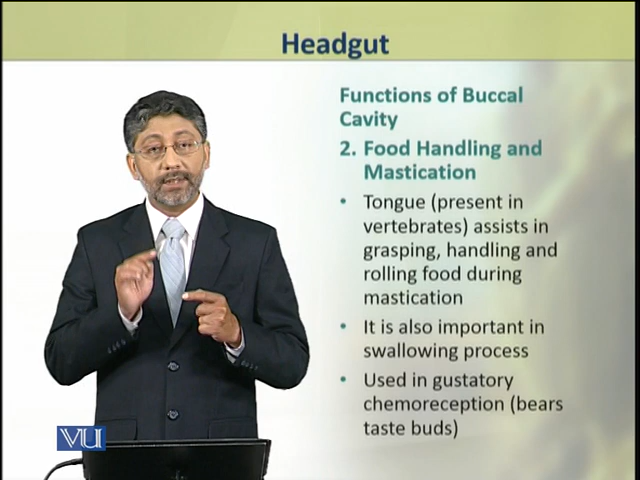 Headgut
Functions of Buccal
Cavity
2. Food Handling and
Mastication
• Tongue (present in
vertebrates) assists in
grasping, handling and
rolling food during
mastication
• It is also important in
swallowing process
• Used in gustatory
chemoreception (bears
taste buds)
VU